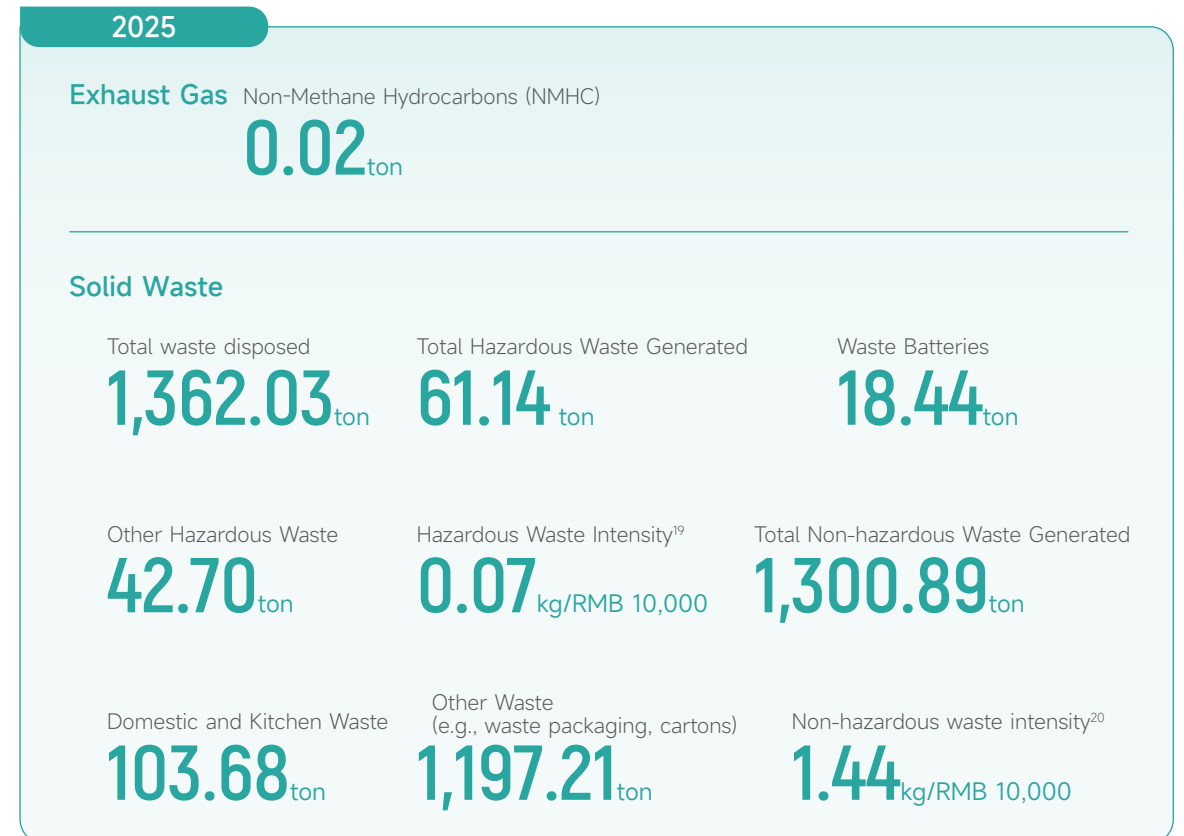 2025
Exhaust Gas Non-Methane Hydrocarbons (NMHC)
0.02ton
Solid Waste
Total waste disposed
1,362.03ton
Total Hazardous Waste Generated
61.14 ton
Waste Batteries
18.44ton
Other Hazardous Waste
42.70ton
Hazardous Waste Intensity¹⁹
0.07kg/RMB 10,000
Total Non-hazardous Waste Generated
1,300.89ton
Domestic and Kitchen Waste
103.68ton
Other Waste
(e.g., waste packaging, cartons)
1,197.21ton
Non-hazardous waste intensity²⁰
1.44kg/RMB 10,000